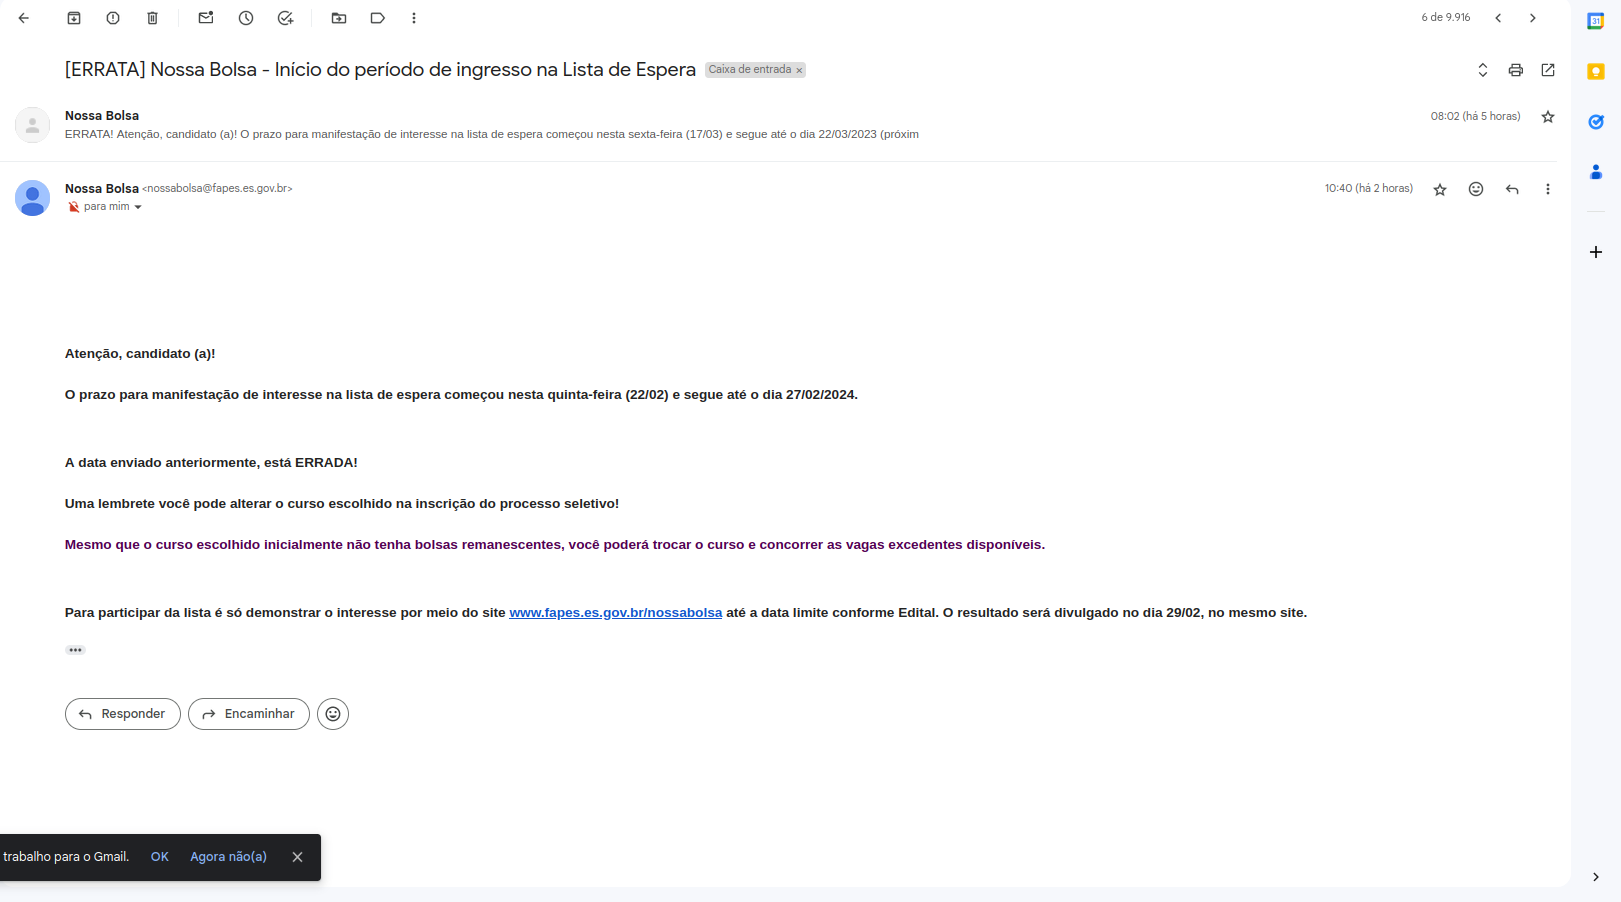 6 de 9.916
[ERRATA] Nossa Bolsa - Início do período de ingresso na Lista de Espera
Caixa de entrada ×
Nossa Bolsa
08:02 (há 5 horas)
ERRATA! Atenção, candidato (a)! O prazo para manifestação de interesse na lista de espera começou nesta sexta-feira (17/03) e segue até o dia 22/03/2023 (próxim
Nossa Bolsa <nossabolsa@fapes.es.gov.br>
10:40 (há 2 horas)
para mim
Atenção, candidato (a)!
O prazo para manifestação de interesse na lista de espera começou nesta quinta-feira (22/02) e segue até o dia 27/02/2024.
A data enviado anteriormente, está ERRADA!
Uma lembrete você pode alterar o curso escolhido na inscrição do processo seletivo!
Mesmo que o curso escolhido inicialmente não tenha bolsas remanescentes, você poderá trocar o curso e concorrer as vagas excedentes disponíveis.
Para participar da lista é só demonstrar o interesse por meio do site www.fapes.es.gov.br/nossabolsa até a data limite conforme Edital. O resultado será divulgado no dia 29/02, no mesmo site.
Responder
Encaminhar
trabalho para o Gmail. OK Agora não(a)
31